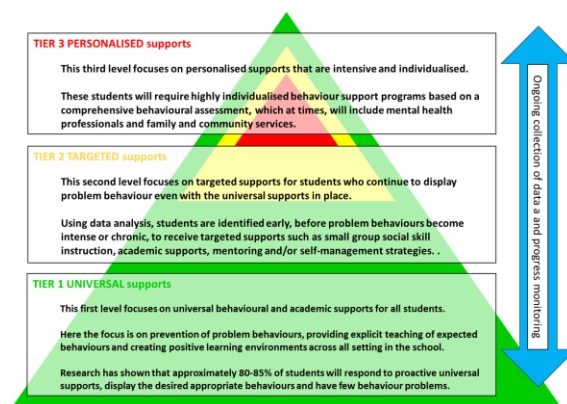 TIER 3 PERSONALISED supports
This third level focuses on personalised supports that are intensive and individualised.
These students will require highly individualised behaviour support programs based on a
comprehensive behavioural assessment, which at times, will include mental health
professionals and family and community services.
TIER 2 TARGETED supports
This second level focuses on targeted supports for students who continue to display
problem behaviour even with the universal supports in place.
Using data analysis, students are identified early, before problem behaviours become
intense or chronic, to receive targeted supports such as small group social skill
instruction, academic supports, mentoring and/or self-management strategies. .
TIER 1 UNIVERSAL supports
This first level focuses on universal behavioural and academic supports for all students.
Here the focus is on prevention of problem behaviours, providing explicit teaching of expected
behaviours and creating positive learning environments across all setting in the school.
Research has shown that approximately 80-85% of students will respond to proactive universal
supports, display the desired appropriate behaviours and have few behaviour problems.
Ongoing collection of data a and progress monitoring